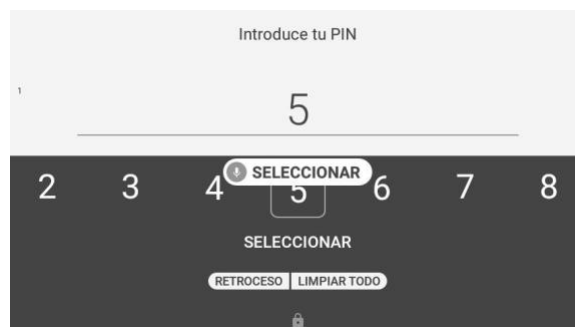 Introduce tu PIN
1
5
SELECCIONAR
2 3 4 5 6 7 8
SELECCIONAR
RETROCESO LIMPIAR TODO